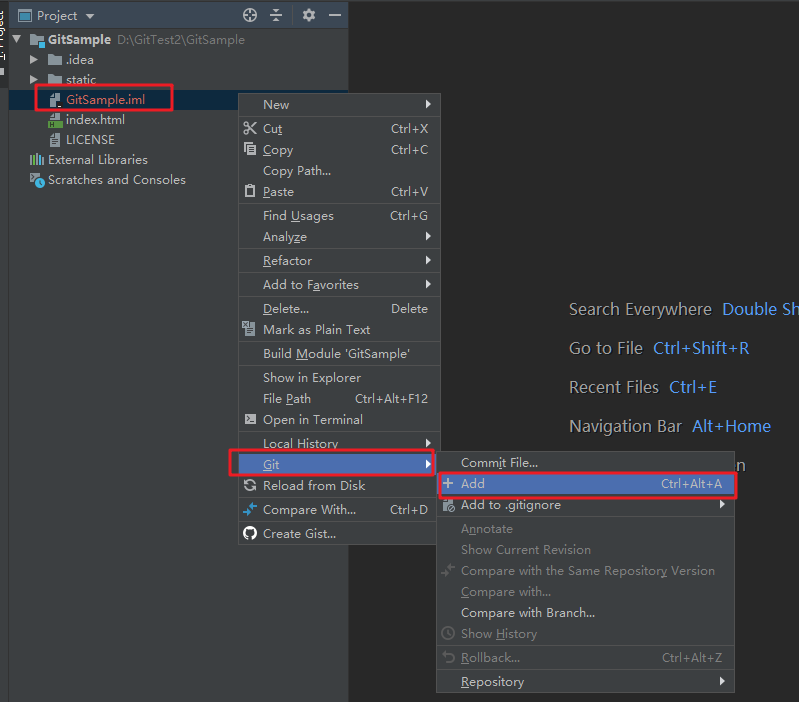 Project
GitSample D:\GitTest2\GitSample
.idea
static
GitSample.iml
index.html
LICENSE
External Libraries
Scratches and Consoles
New
Cut Ctrl+X
Copy Ctrl+C
Copy Path...
Paste Ctrl+V
Find Usages Ctrl+G
Analyze
Refactor
Add to Favorites
Delete... Delete
Mark as Plain Text
Build Module 'GitSample'
Show in Explorer
File Path Ctrl+Alt+F12
Open in Terminal
Local History
Git
Reload from Disk
Compare With... Ctrl+D
Create Gist...
Commit File...
Add Ctrl+Alt+A
Add to .gitignore
Annotate
Show Current Revision
Compare with the Same Repository Version
Compare with...
Compare with Branch...
Show History
Rollback... Ctrl+Alt+Z
Repository
Search Everywhere Double Sh
Go to File Ctrl+Shift+R
Recent Files Ctrl+E
Navigation Bar Alt+Home